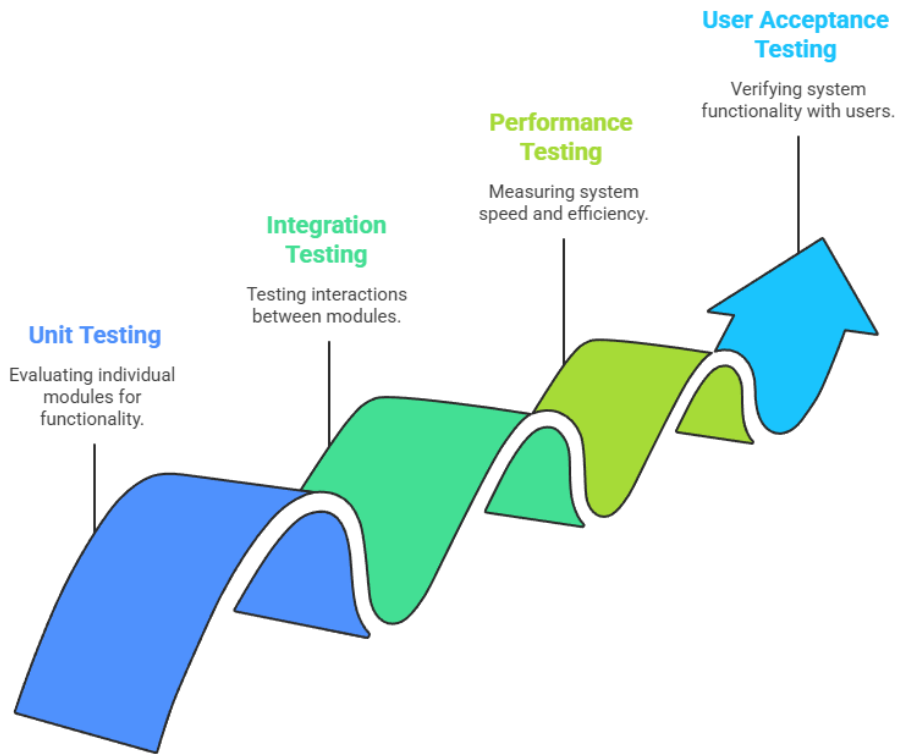 User Acceptance
Testing
Verifying system
functionality with users.
Performance
Testing
Measuring system
speed and efficiency.
Integration
Testing
Testing interactions
between modules.
Unit Testing
Evaluating individual
modules for
functionality.